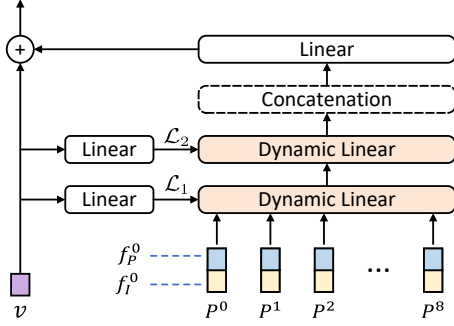 +
Linear
Concatenation
Linear
ℒ₂
Dynamic Linear
Linear
ℒ₁
Dynamic Linear
f_P^0
f_I^0
...
v
P^0 P^1 P^2 P^8